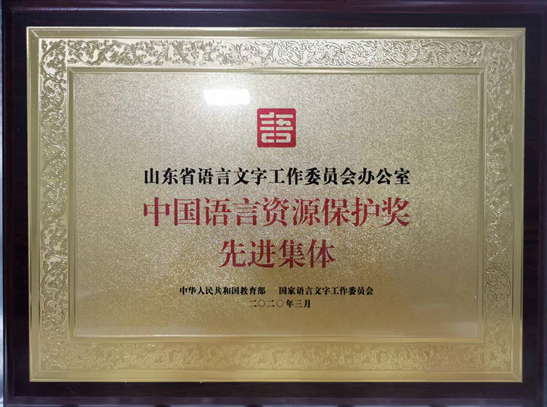 山东省语言文字工作委员会办公室
中国语言资源保护奖
先进集体
中华人民共和国教育部 国家语言文字工作委员会
二〇二〇年三月